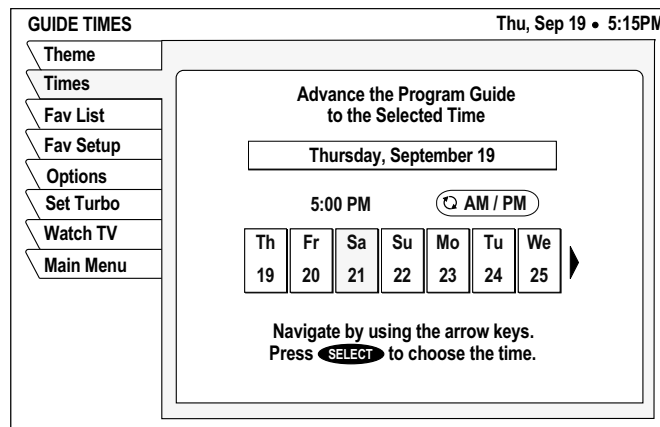 GUIDE TIMES
Thu, Sep 19 • 5:15PM
Theme
Times
Fav List
Fav Setup
Options
Set Turbo
Watch TV
Main Menu
Advance the Program Guide
to the Selected Time
Thursday, September 19
5:00 PM
AM / PM
Th Fr Sa Su Mo Tu We
19 20 21 22 23 24 25
Navigate by using the arrow keys.
Press SELECT to choose the time.